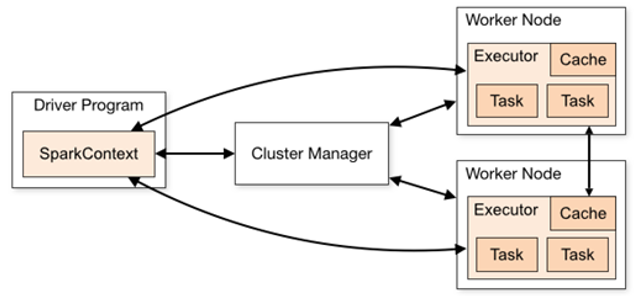 Driver Program
SparkContext
Cluster Manager
Worker Node
Executor
Cache
Task
Task
Worker Node
Executor
Cache
Task
Task